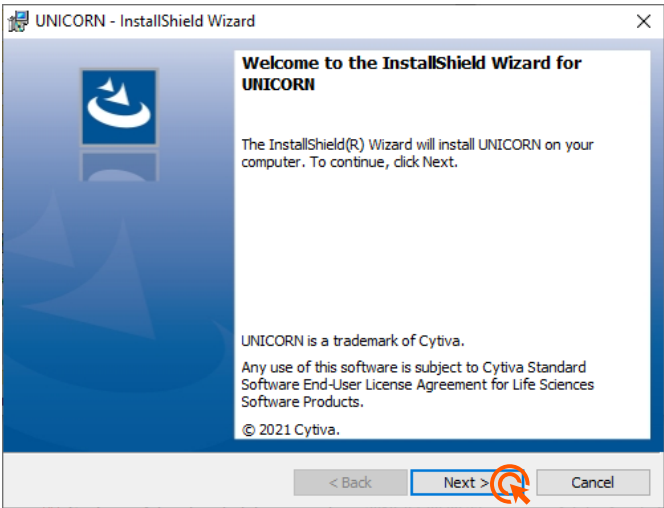 UNICORN - InstallShield Wizard
Welcome to the InstallShield Wizard for
UNICORN
The InstallShield(R) Wizard will install UNICORN on your
computer. To continue, click Next.
UNICORN is a trademark of Cytiva.
Any use of this software is subject to Cytiva Standard
Software End-User License Agreement for Life Sciences
Software Products.
© 2021 Cytiva.
< Back Next > Cancel